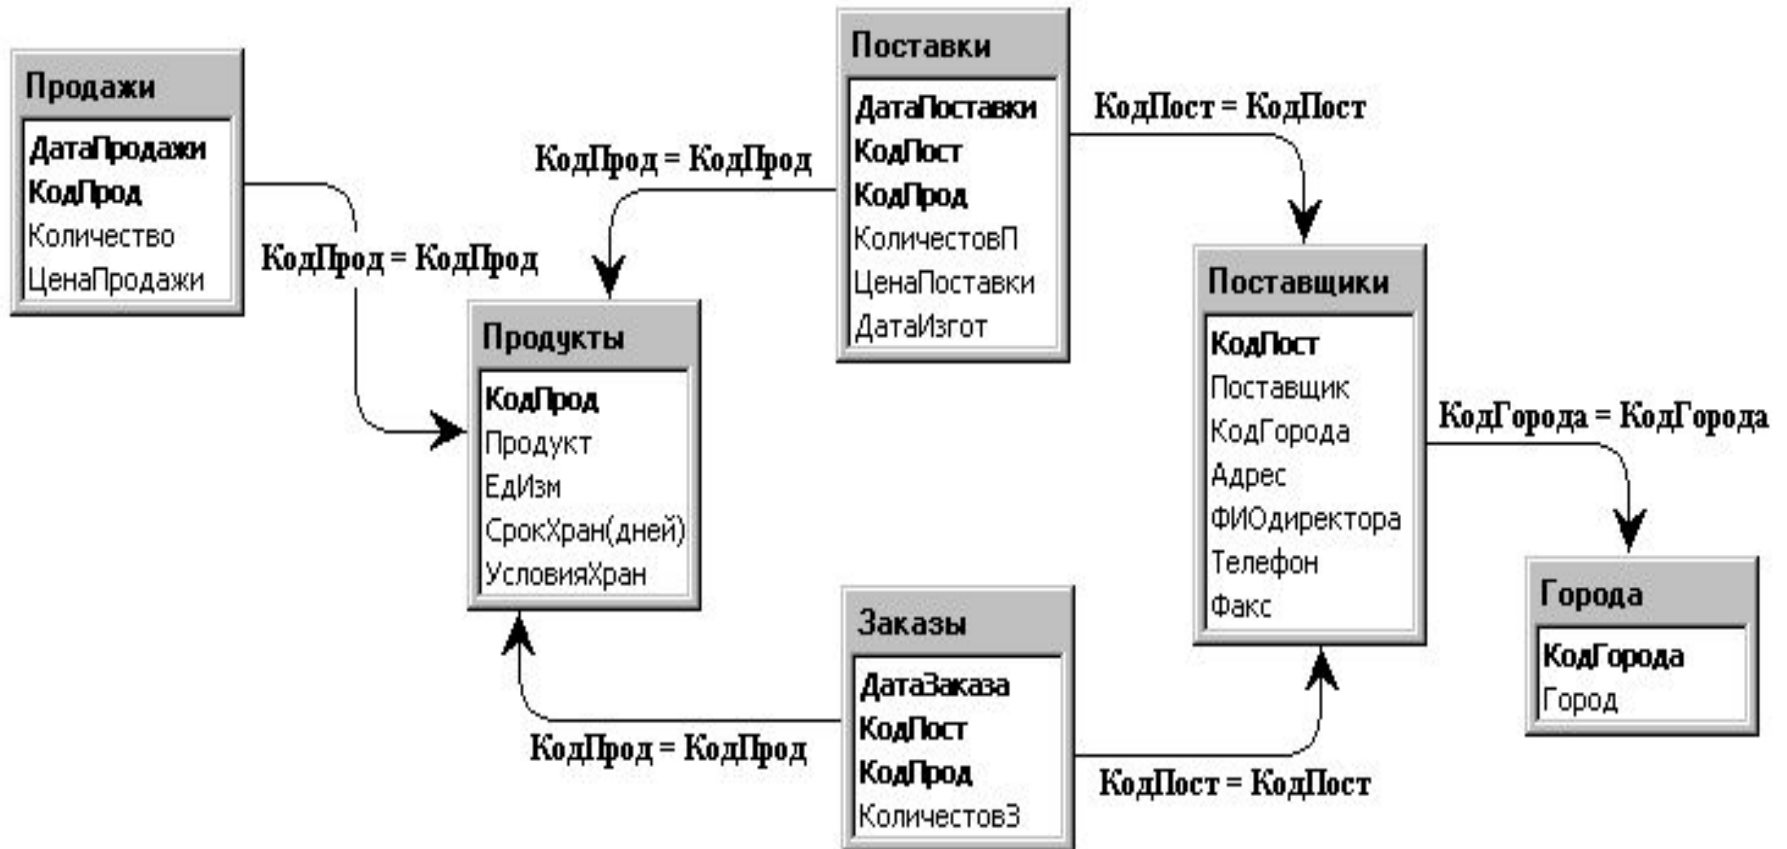 Продажи
ДатаПродажи
КодПрод
Количество
ЦенаПродажи
КодПрод = КодПрод
Поставки
ДатаПоставки
КодПост
КодПрод
КоличестовП
ЦенаПоставки
ДатаИзгот
КодПрод = КодПрод
КодПост = КодПост
Продукты
КодПрод
Продукт
ЕдИзм
СрокХран(дней)
УсловияХран
Поставщики
КодПост
Поставщик
КодГорода
Адрес
ФИОдиректора
Телефон
Факс
КодГорода = КодГорода
Города
КодГорода
Город
Заказы
ДатаЗаказа
КодПост
КодПрод
КоличестовЗ
КодПрод = КодПрод
КодПост = КодПост